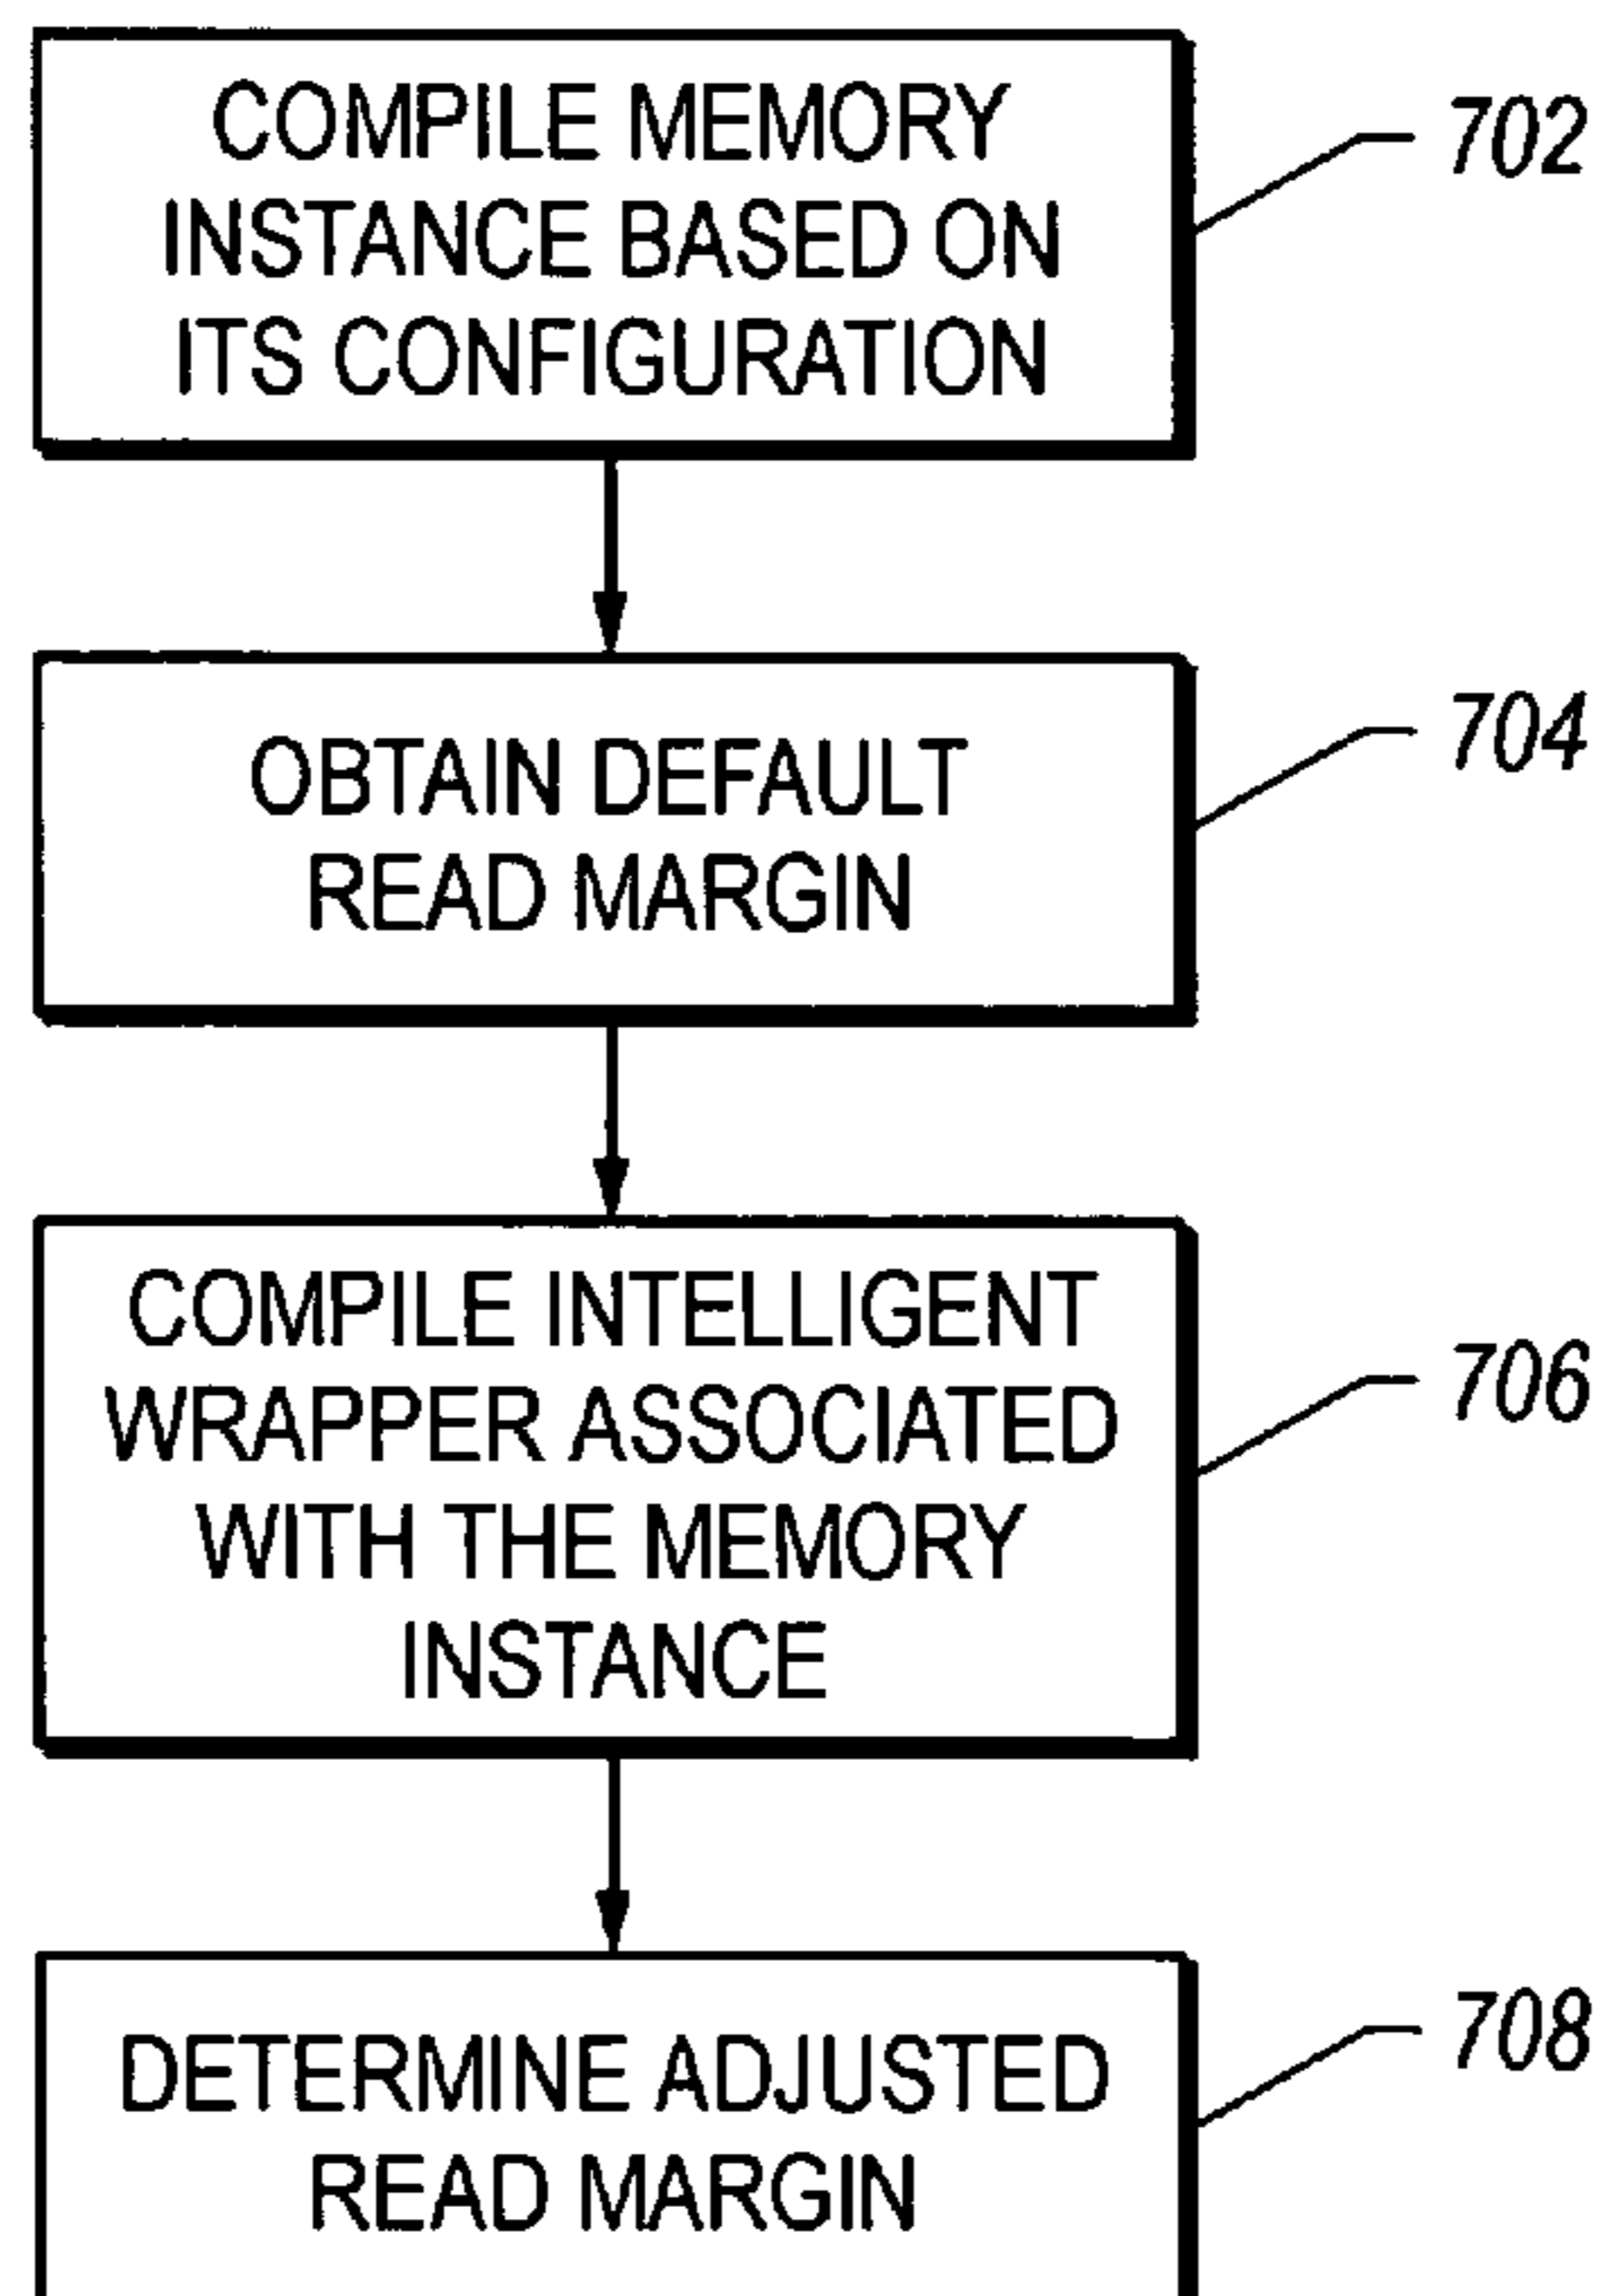 COMPILE MEMORY
INSTANCE BASED ON
ITS CONFIGURATION
702
OBTAIN DEFAULT
READ MARGIN
704
COMPILE INTELLIGENT
WRAPPER ASSOCIATED
WITH THE MEMORY
INSTANCE
706
DETERMINE ADJUSTED
READ MARGIN
708